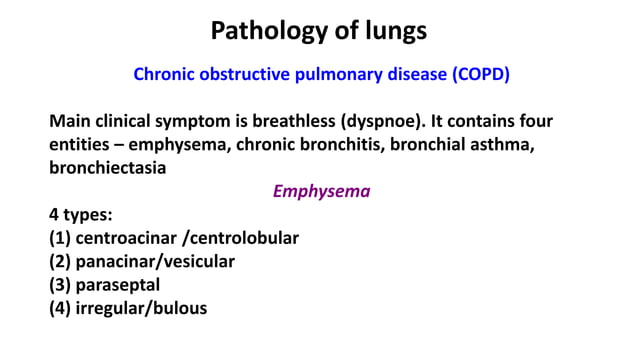 Pathology of lungs
Chronic obstructive pulmonary disease (COPD)
Main clinical symptom is breathless (dyspnoe). It contains four
entities – emphysema, chronic bronchitis, bronchial asthma,
bronchiectasia
Emphysema
4 types:
(1) centroacinar /centrolobular
(2) panacinar/vesicular
(3) paraseptal
(4) irregular/bulous